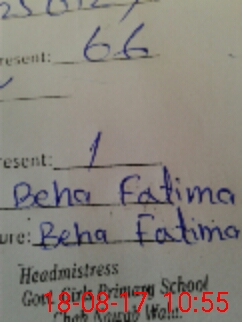 resent: 66
resent: 1
Beha Fatima
ure: Beha Fatima
Headmistress
Govt Girls Primary School
18-08-17 10:55